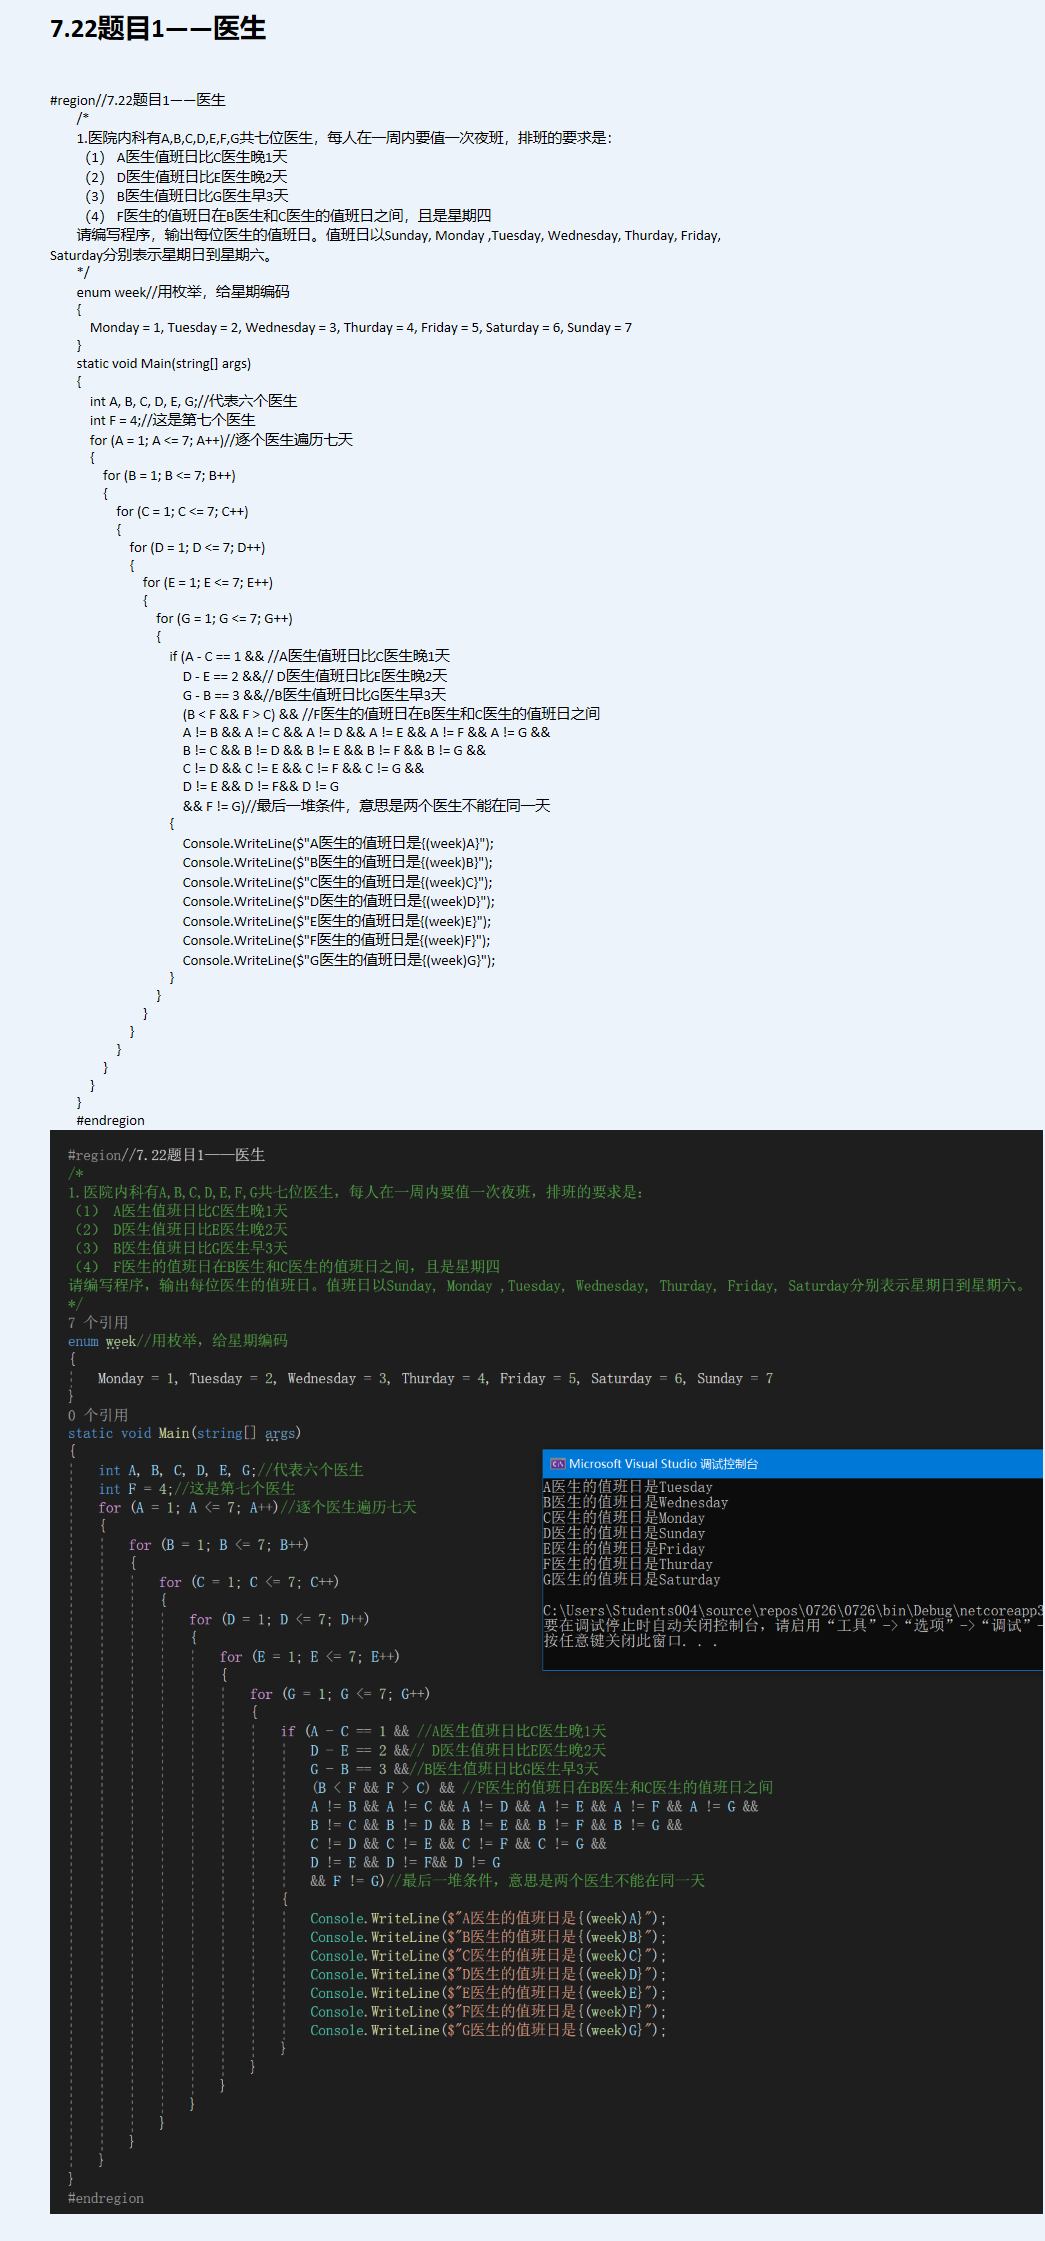 7.22题目1——医生
#region//7.22题目1——医生
/*
1.医院内科有A,B,C,D,E,F,G共七位医生，每人在一周内要值一次夜班，排班的要求是：
（1） A医生值班日比C医生晚1天
（2） D医生值班日比E医生晚2天
（3） B医生值班日比G医生早3天
（4） F医生的值班日在B医生和C医生的值班日之间，且是星期四
请编写程序，输出每位医生的值班日。值班日以Sunday, Monday ,Tuesday, Wednesday, Thurday, Friday,
Saturday分别表示星期日到星期六。
*/
enum week//用枚举，给星期编码
{
Monday = 1, Tuesday = 2, Wednesday = 3, Thurday = 4, Friday = 5, Saturday = 6, Sunday = 7
}
static void Main(string[] args)
{
int A, B, C, D, E, G;//代表六个医生
int F = 4;//这是第七个医生
for (A = 1; A <= 7; A++)//逐个医生遍历七天
{
for (B = 1; B <= 7; B++)
{
for (C = 1; C <= 7; C++)
{
for (D = 1; D <= 7; D++)
{
for (E = 1; E <= 7; E++)
{
for (G = 1; G <= 7; G++)
{
if (A - C == 1 && //A医生值班日比C医生晚1天
D - E == 2 &&// D医生值班日比E医生晚2天
G - B == 3 &&//B医生值班日比G医生早3天
(B < F && F > C) && //F医生的值班日在B医生和C医生的值班日之间
A != B && A != C && A != D && A != E && A != F && A != G &&
B != C && B != D && B != E && B != F && B != G &&
C != D && C != E && C != F && C != G &&
D != E && D != F&& D != G
&& F != G)//最后一堆条件，意思是两个医生不能在同一天
{
Console.WriteLine($"A医生的值班日是{(week)A}");
Console.WriteLine($"B医生的值班日是{(week)B}");
Console.WriteLine($"C医生的值班日是{(week)C}");
Console.WriteLine($"D医生的值班日是{(week)D}");
Console.WriteLine($"E医生的值班日是{(week)E}");
Console.WriteLine($"F医生的值班日是{(week)F}");
Console.WriteLine($"G医生的值班日是{(week)G}");
}
}
}
}
}
}
}
}
#endregion
#region//7.22题目1——医生
/*
1.医院内科有A,B,C,D,E,F,G共七位医生，每人在一周内要值一次夜班，排班的要求是：
（1） A医生值班日比C医生晚1天
（2） D医生值班日比E医生晚2天
（3） B医生值班日比G医生早3天
（4） F医生的值班日在B医生和C医生的值班日之间，且是星期四
请编写程序，输出每位医生的值班日。值班日以Sunday, Monday ,Tuesday, Wednesday, Thurday, Friday, Saturday分别表示星期日到星期六。
*/
7 个引用
enum week//用枚举，给星期编码
{
Monday = 1, Tuesday = 2, Wednesday = 3, Thurday = 4, Friday = 5, Saturday = 6, Sunday = 7
}
0 个引用
static void Main(string[] args)
{
int A, B, C, D, E, G;//代表六个医生
int F = 4;//这是第七个医生
for (A = 1; A <= 7; A++)//逐个医生遍历七天
{
for (B = 1; B <= 7; B++)
{
for (C = 1; C <= 7; C++)
{
for (D = 1; D <= 7; D++)
{
for (E = 1; E <= 7; E++)
{
for (G = 1; G <= 7; G++)
{
if (A - C == 1 && //A医生值班日比C医生晚1天
D - E == 2 &&// D医生值班日比E医生晚2天
G - B == 3 &&//B医生值班日比G医生早3天
(B < F && F > C) && //F医生的值班日在B医生和C医生的值班日之间
A != B && A != C && A != D && A != E && A != F && A != G &&
B != C && B != D && B != E && B != F && B != G &&
C != D && C != E && C != F && C != G &&
D != E && D != F&& D != G
&& F != G)//最后一堆条件，意思是两个医生不能在同一天
{
Console.WriteLine($"A医生的值班日是{(week)A}");
Console.WriteLine($"B医生的值班日是{(week)B}");
Console.WriteLine($"C医生的值班日是{(week)C}");
Console.WriteLine($"D医生的值班日是{(week)D}");
Console.WriteLine($"E医生的值班日是{(week)E}");
Console.WriteLine($"F医生的值班日是{(week)F}");
Console.WriteLine($"G医生的值班日是{(week)G}");
}
}
}
}
}
}
}
}
#endregion
Microsoft Visual Studio 调试控制台
A医生的值班日是Tuesday
B医生的值班日是Wednesday
C医生的值班日是Monday
D医生的值班日是Sunday
E医生的值班日是Friday
F医生的值班日是Thurday
G医生的值班日是Saturday
C:\Users\Students004\source\repos\0726\0726\bin\Debug\netcoreapp3
要在调试停止时自动关闭控制台，请启用“工具”->“选项”->“调试”-
按任意键关闭此窗口. . .